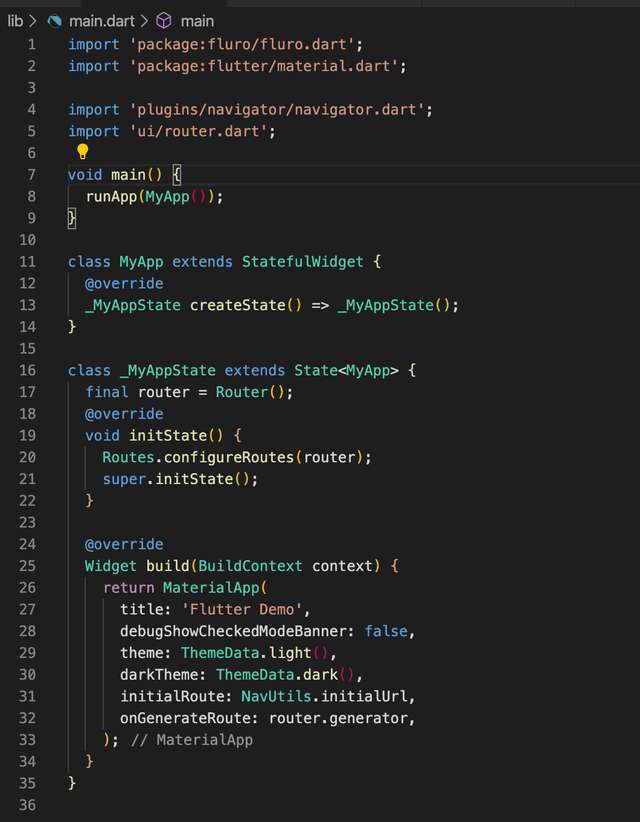 lib > main.dart > main
1 import 'package:fluro/fluro.dart';
2 import 'package:flutter/material.dart';
3
4 import 'plugins/navigator/navigator.dart';
5 import 'ui/router.dart';
6
7 void main() {
8   runApp(MyApp());
9 }
10
11 class MyApp extends StatefulWidget {
12   @override
13   _MyAppState createState() => _MyAppState();
14 }
15
16 class _MyAppState extends State<MyApp> {
17   final router = Router();
18   @override
19   void initState() {
20     Routes.configureRoutes(router);
21     super.initState();
22   }
23
24   @override
25   Widget build(BuildContext context) {
26     return MaterialApp(
27       title: 'Flutter Demo',
28       debugShowCheckedModeBanner: false,
29       theme: ThemeData.light(),
30       darkTheme: ThemeData.dark(),
31       initialRoute: NavUtils.initialUrl,
32       onGenerateRoute: router.generator,
33     ); // MaterialApp
34   }
35 }
36